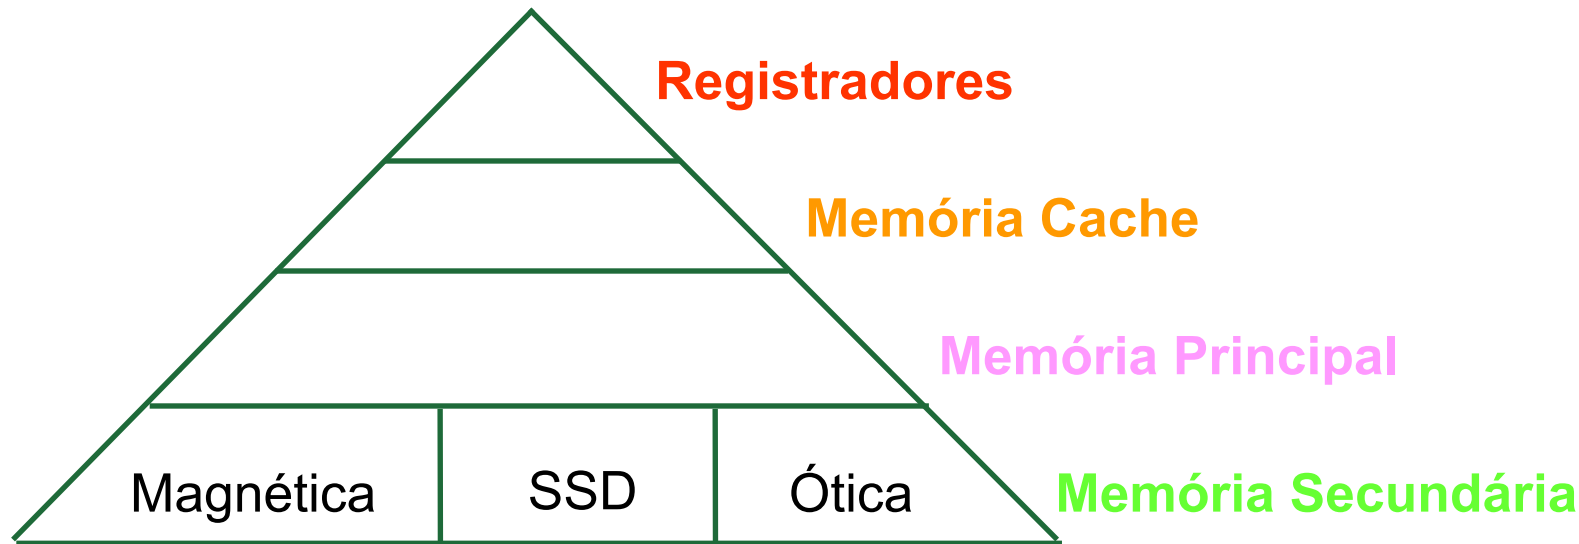 Registradores
Memória Cache
Memória Principal
Magnética
SSD
Ótica
Memória Secundária